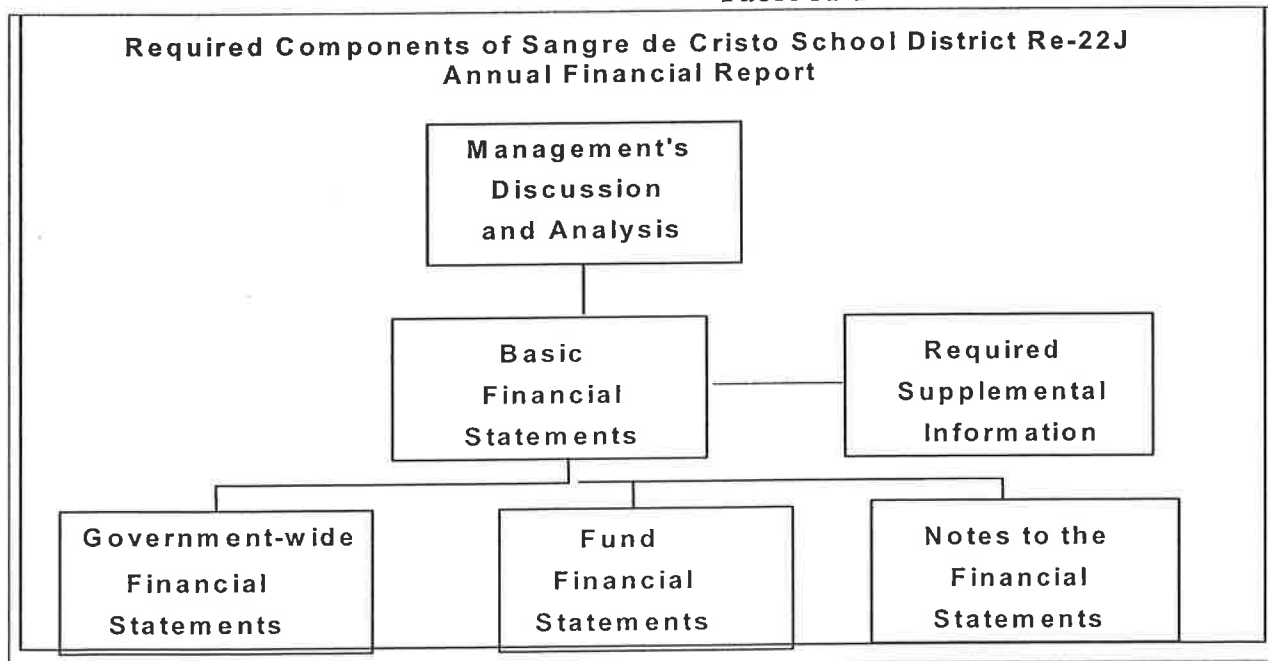 Required Components of Sangre de Cristo School District Re-22J
Annual Financial Report
Management's
Discussion
and Analysis
Basic
Financial
Statements
Required
Supplemental
Information
Government-wide
Financial
Statements
Fund
Financial
Statements
Notes to the
Financial
Statements